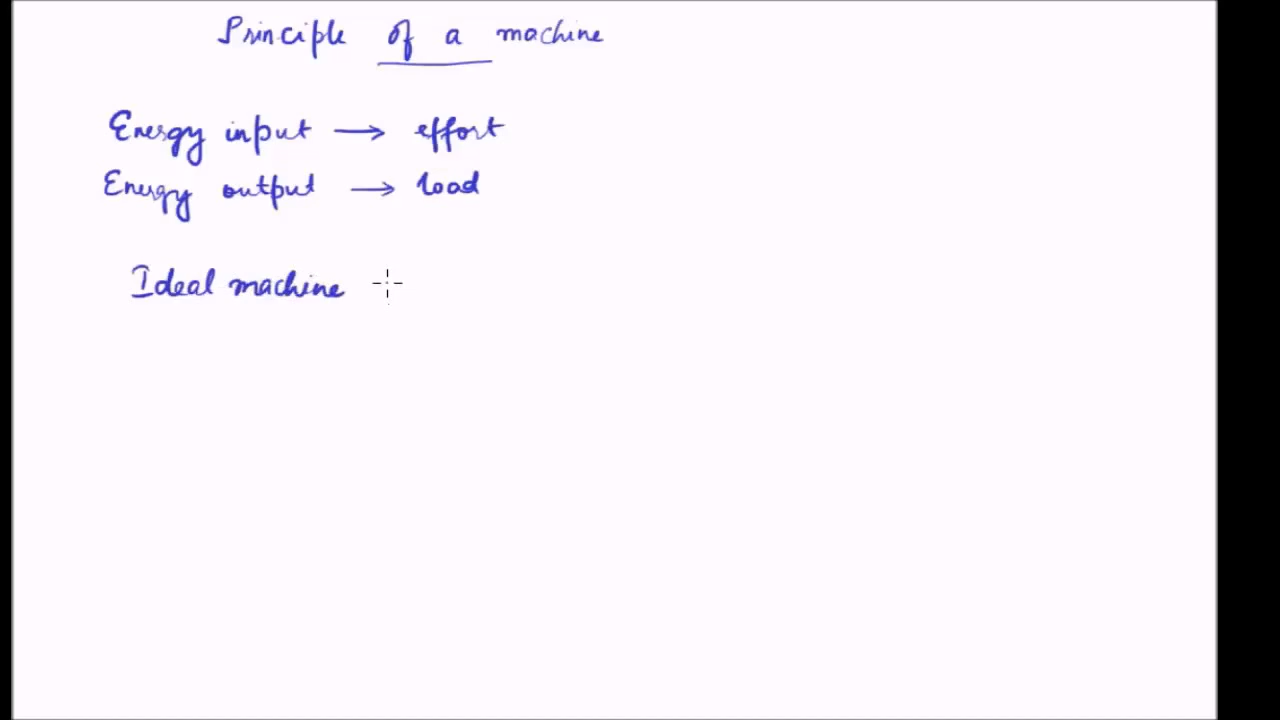 Principle of a machine
Energy input → effort
Energy output → load
Ideal machine